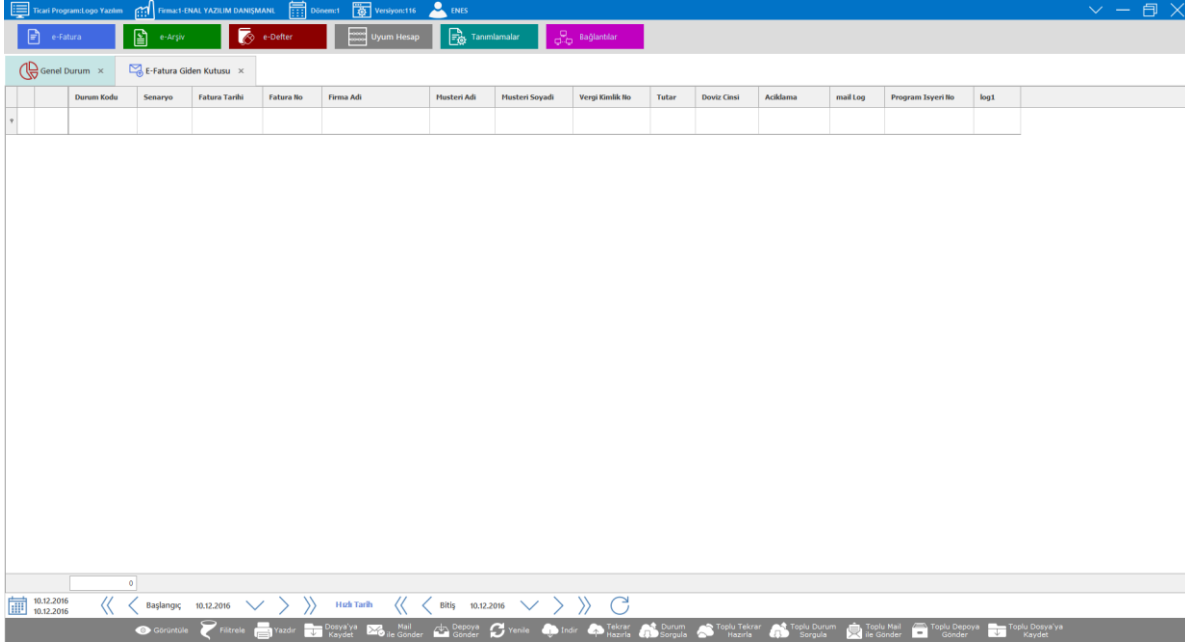 Ticari Program:Logo Yazılım Firma:1-ENAL YAZILIM DANIŞMANL Dönem:1 Versiyon:116 ENES
e-Fatura e-Arşiv e-Defter Uyum Hesap Tanımlamalar Bağlantılar
Genel Durum × E-Fatura Giden Kutusu ×
Durum Kodu Senaryo Fatura Tarihi Fatura No Firma Adi Musteri Adi Musteri Soyadi Vergi Kimlik No Tutar Doviz Cinsi Aciklama mail Log Program Isyeri No log1
0
10.12.2016
10.12.2016
Başlangıç 10.12.2016 Hızlı Tarih Bitiş 10.12.2016
Görüntüle Filitrele Yazdır Dosya'ya Kaydet Mail ile Gönder Depoya Gönder Yenile İndir Tekrar Hazırla Durum Sorgula Toplu Tekrar Hazırla Toplu Durum Sorgula Toplu Mail ile Gönder Toplu Depoya Gönder Toplu Dosya'ya Kaydet